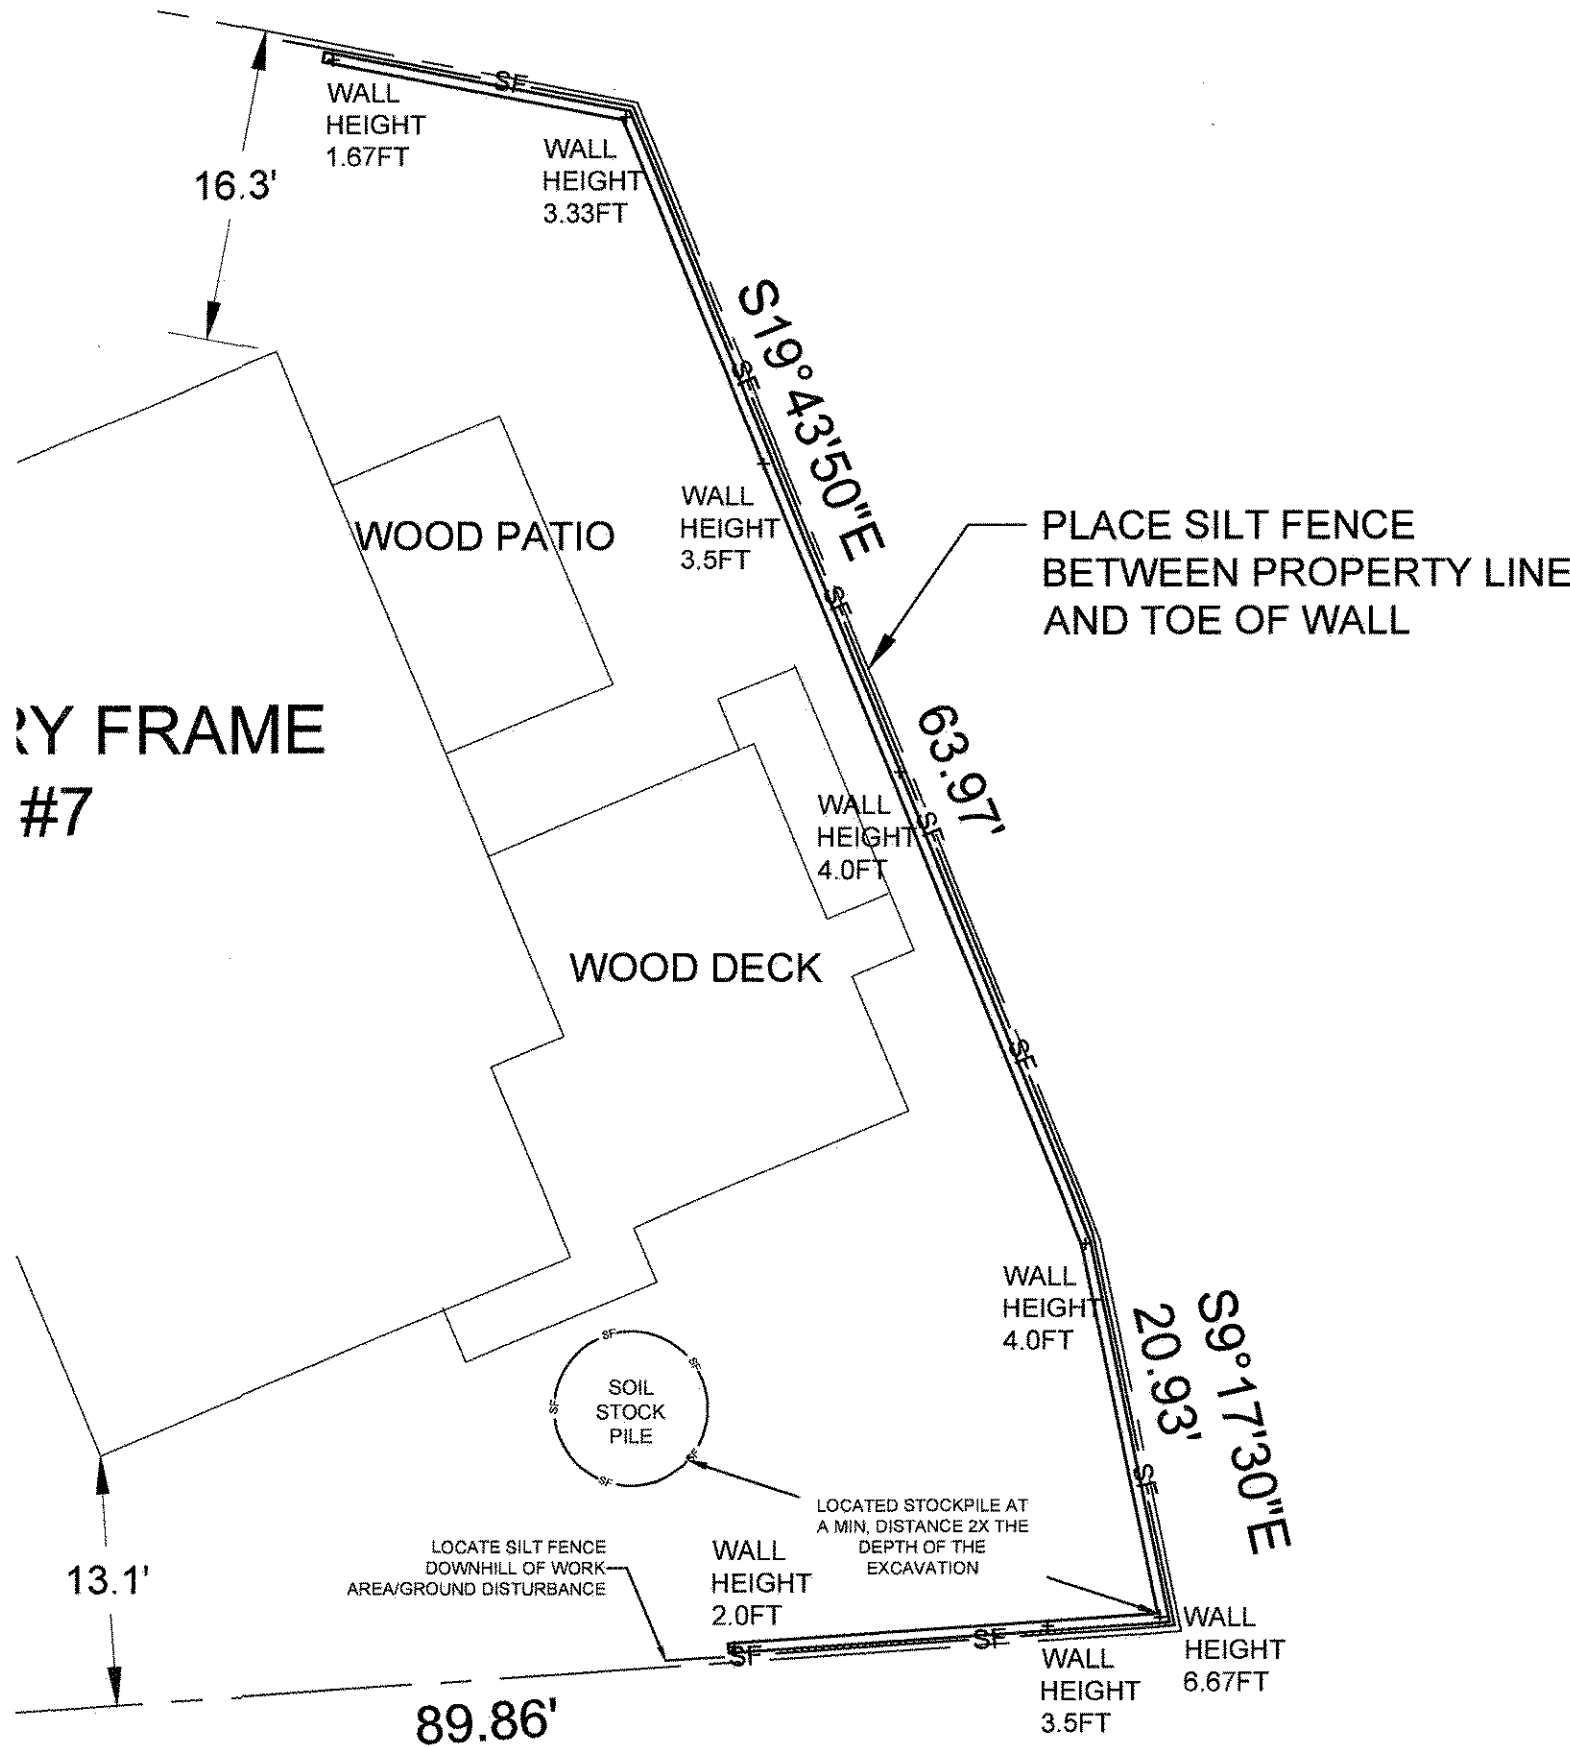 SF
WALL
HEIGHT
1.67FT
WALL
HEIGHT
3.33FT
16.3'
S19°43'50"E
SF
WALL
HEIGHT
3.5FT
WOOD PATIO
PLACE SILT FENCE
BETWEEN PROPERTY LINE
AND TOE OF WALL
SF
RY FRAME
#7
63.97'
WALL
HEIGHT
4.0FT
SF
WOOD DECK
SF
WALL
HEIGHT
4.0FT
S9°17'30"E
20.93'
SF
SF
SF
SF
SF
SOIL
STOCK
PILE
SF
LOCATED STOCKPILE AT
A MIN, DISTANCE 2X THE
DEPTH OF THE
EXCAVATION
LOCATE SILT FENCE
DOWNHILL OF WORK
AREA/GROUND DISTURBANCE
WALL
HEIGHT
2.0FT
13.1'
SF
SF
WALL
HEIGHT
6.67FT
WALL
HEIGHT
3.5FT
89.86'